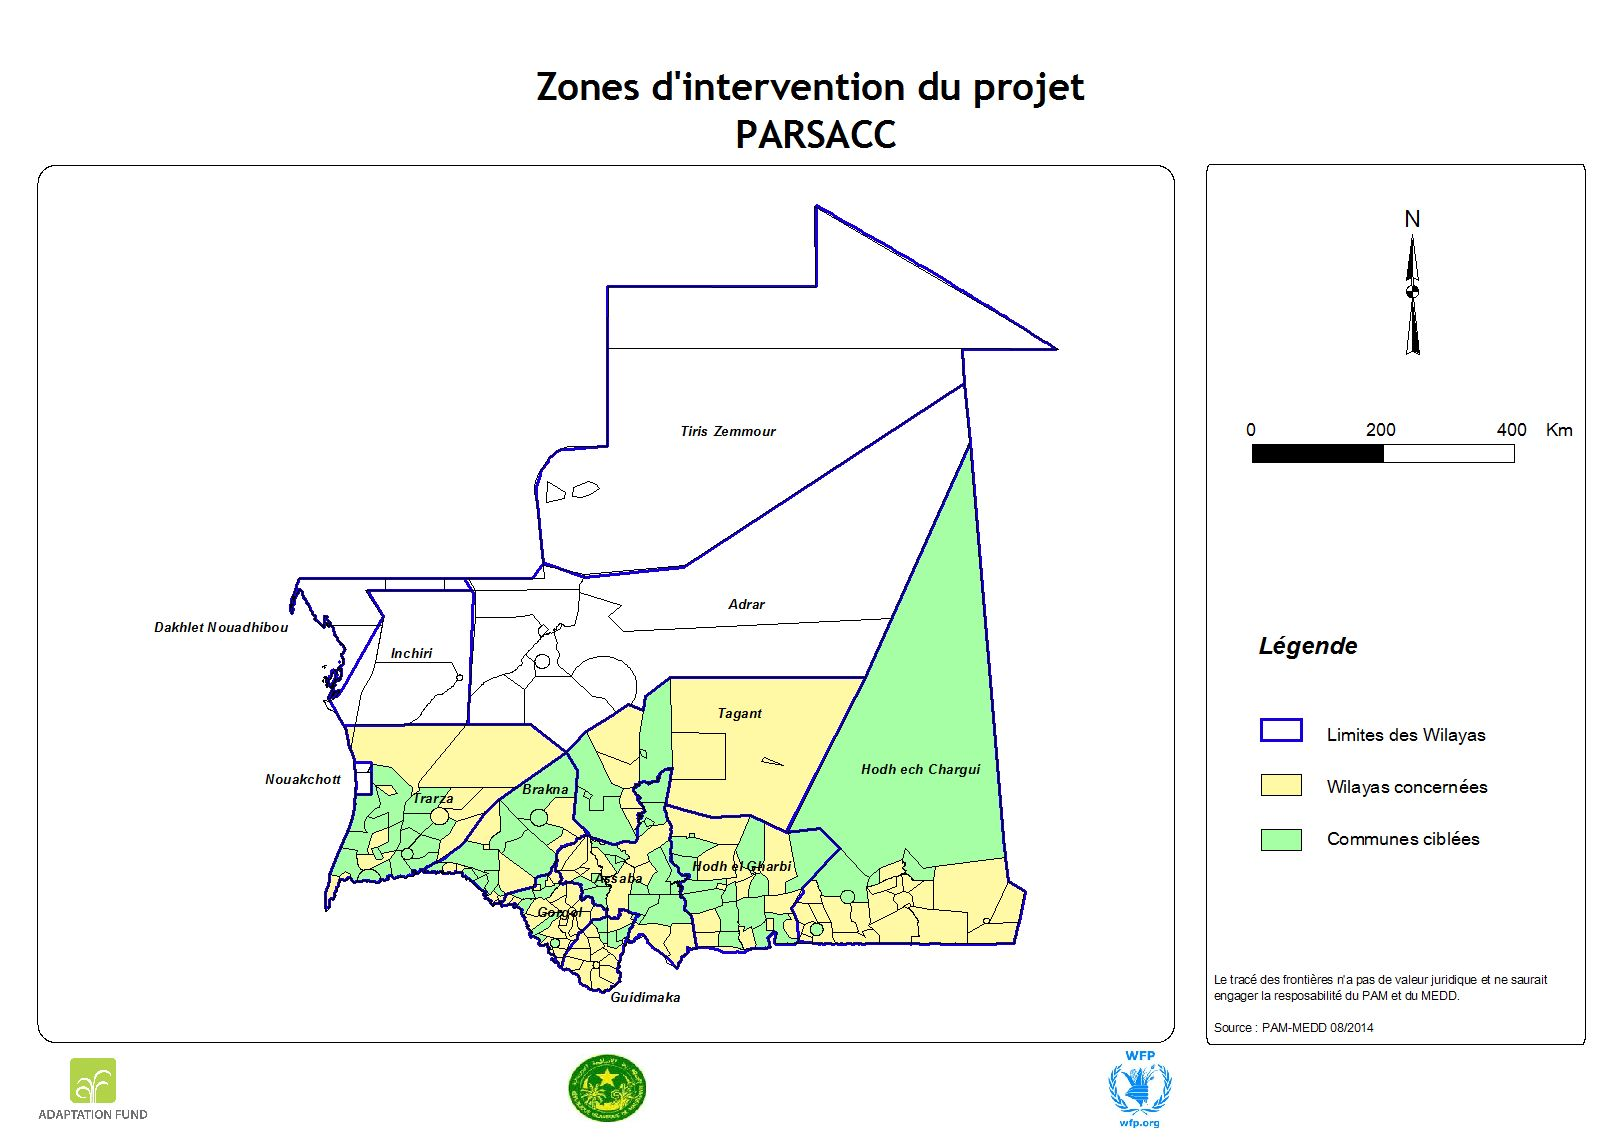 Zones d'intervention du projet
PARSACC
N
0 200 400 Km
Tiris Zemmour
Adrar
Dakhlet Nouadhibou
Inchiri
Tagant
Nouakchott
Hodh ech Chargui
Brakna
Trarza
Hodh el Gharbi
Assaba
Gorgol
Guidimaka
Légende
Limites des Wilayas
Wilayas concernées
Communes ciblées
Le tracé des frontières n'a pas de valeur juridique et ne saurait
engager la resposabilité du PAM et du MEDD.
Source : PAM-MEDD 08/2014
ADAPTATION FUND
WFP
wfp.org